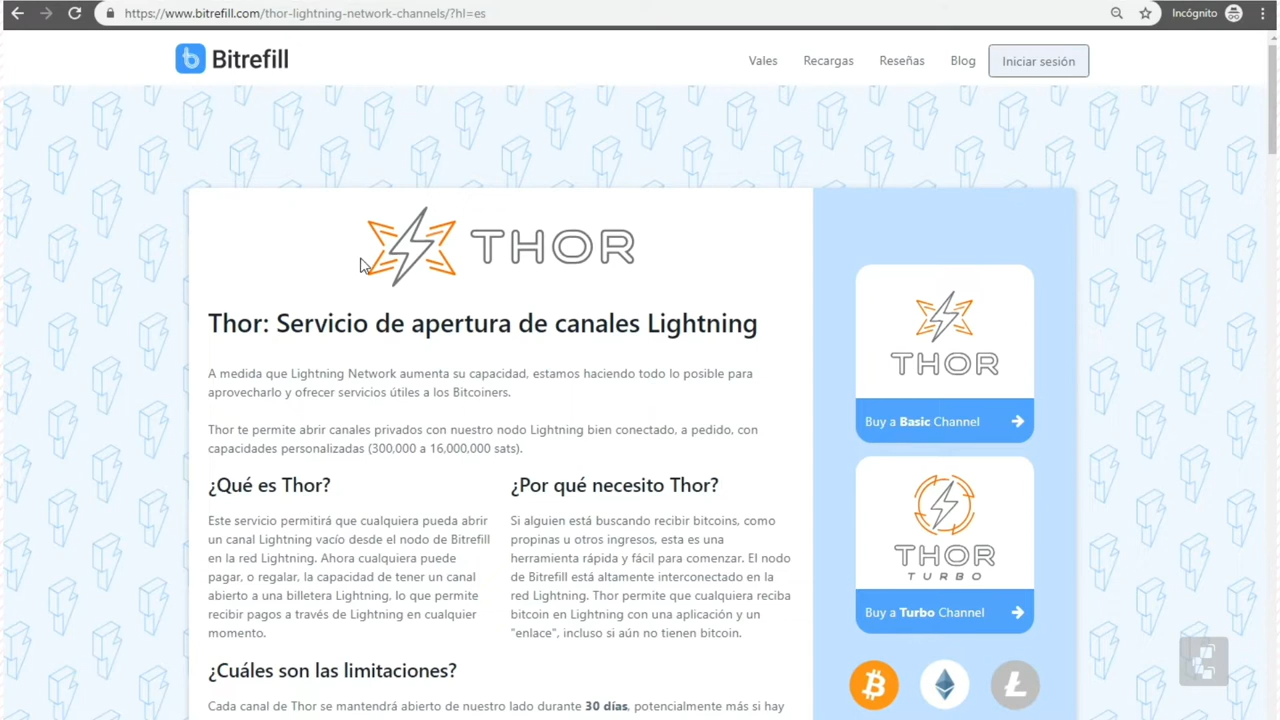 https://www.bitrefill.com/thor-lightning-network-channels/?hl=es
Incógnito
Bitrefill
Vales
Recargas
Reseñas
Blog
Iniciar sesión
THOR
Thor: Servicio de apertura de canales Lightning
A medida que Lightning Network aumenta su capacidad, estamos haciendo todo lo posible para
aprovecharlo y ofrecer servicios útiles a los Bitcoiners.
Thor te permite abrir canales privados con nuestro nodo Lightning bien conectado, a pedido, con
capacidades personalizadas (300,000 a 16,000,000 sats).
¿Qué es Thor?
Este servicio permitirá que cualquiera pueda abrir
un canal Lightning vacío desde el nodo de Bitrefill
en la red Lightning. Ahora cualquiera puede
pagar, o regalar, la capacidad de tener un canal
abierto a una billetera Lightning, lo que permite
recibir pagos a través de Lightning en cualquier
momento.
¿Por qué necesito Thor?
Si alguien está buscando recibir bitcoins, como
propinas u otros ingresos, esta es una
herramienta rápida y fácil para comenzar. El nodo
de Bitrefill está altamente interconectado en la
red Lightning. Thor permite que cualquiera reciba
bitcoin en Lightning con una aplicación y un
"enlace", incluso si aún no tienen bitcoin.
¿Cuáles son las limitaciones?
Cada canal de Thor se mantendrá abierto de nuestro lado durante 30 días, potencialmente más si hay
THOR
Buy a Basic Channel
THOR
TURBO
Buy a Turbo Channel